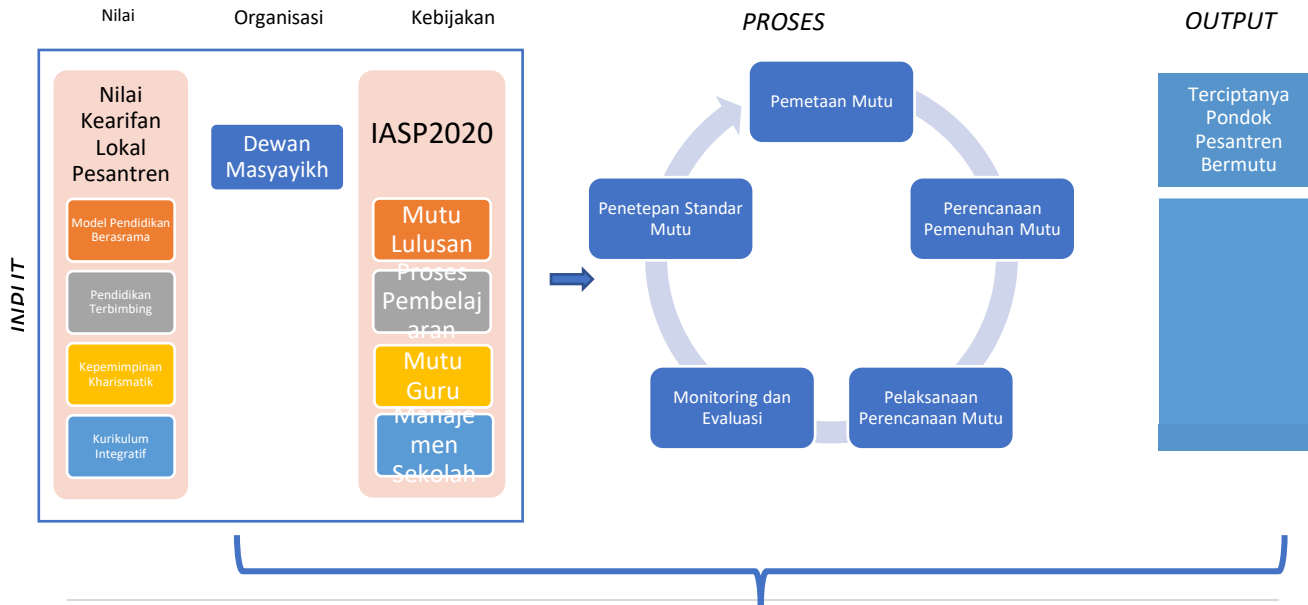 Nilai
Organisasi
Kebijakan
PROSES
OUTPUT
INPUT
Nilai
Kearifan
Lokal
Pesantren
Model Pendidikan
Berasrama
Pendidikan
Terbimbing
Kepemimpinan
Kharismatik
Kurikulum
Integratif
Dewan
Masyayikh
IASP2020
Mutu
Lulusan
Proses
Pembelaj
aran
Mutu
Guru
Manaje
men
Sekolah
Pemetaan Mutu
Penetepan Standar
Mutu
Perencanaan
Pemenuhan Mutu
Monitoring dan
Evaluasi
Pelaksanaan
Perencanaan Mutu
Terciptanya
Pondok
Pesantren
Bermutu